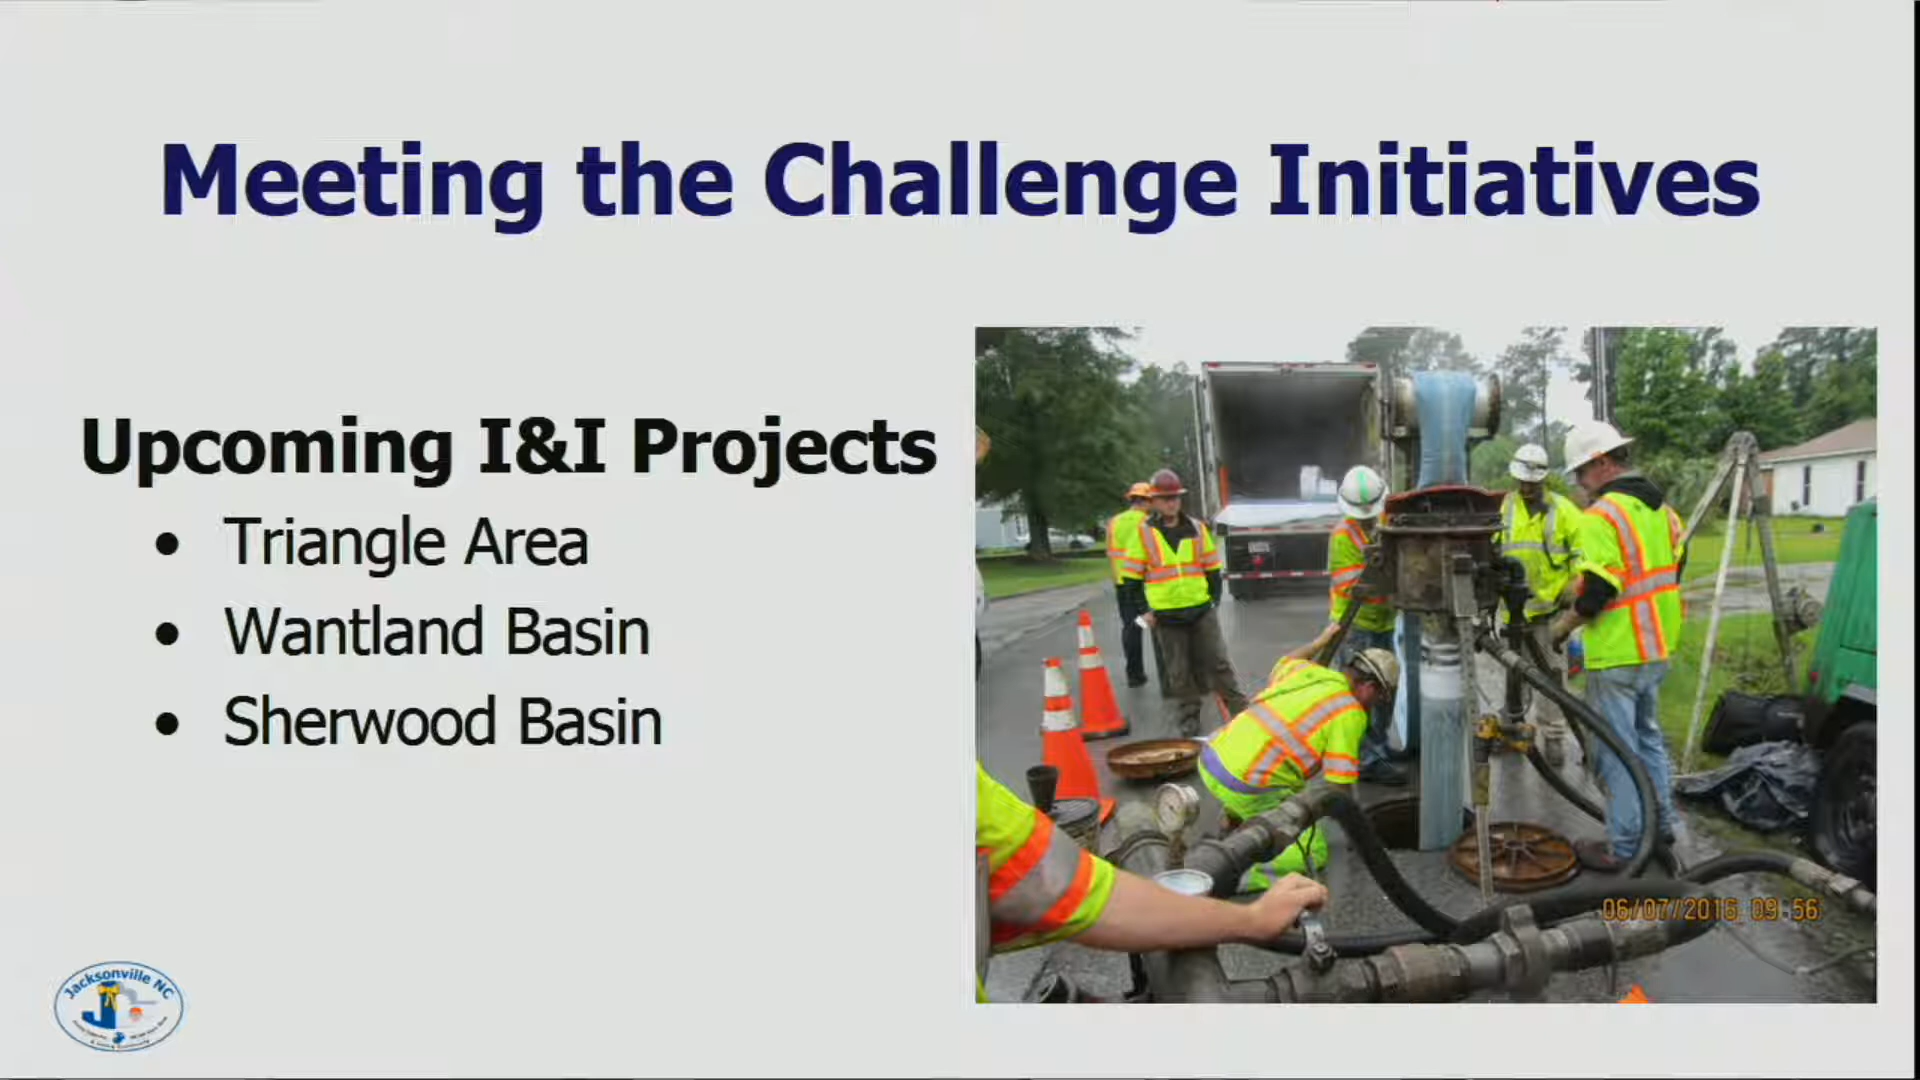 Meeting the Challenge Initiatives
Upcoming I&I Projects
• Triangle Area
• Wantland Basin
• Sherwood Basin
06/07/2016 09:56
Jacksonville NC